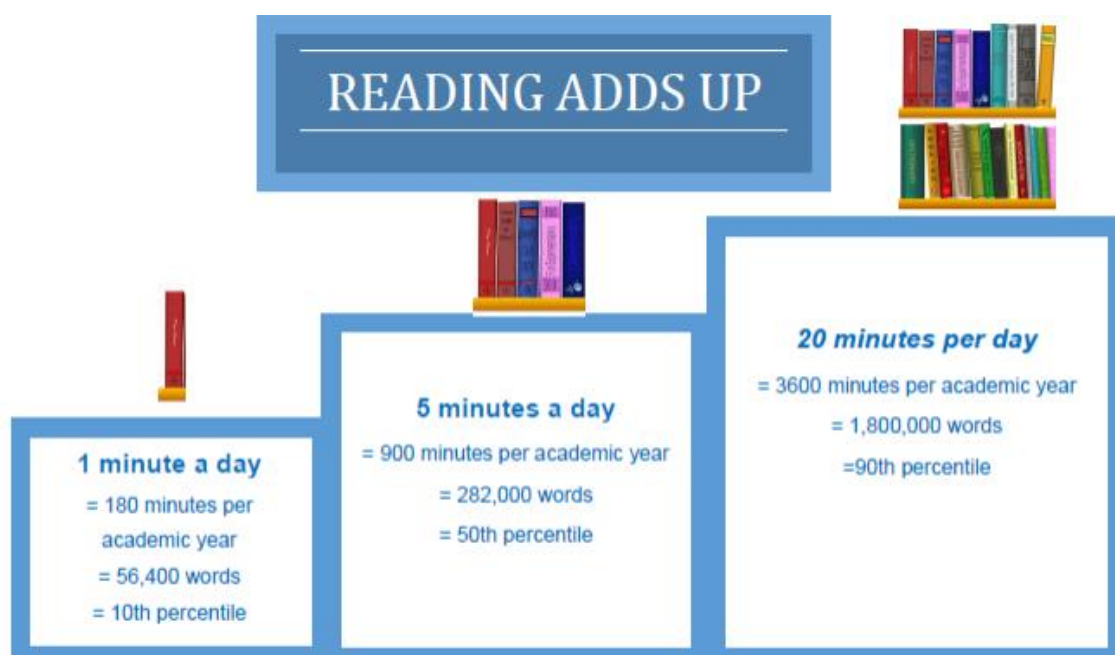 READING ADDS UP
1 minute a day
= 180 minutes per
academic year
= 56,400 words
= 10th percentile
5 minutes a day
= 900 minutes per academic year
= 282,000 words
= 50th percentile
20 minutes per day
= 3600 minutes per academic year
= 1,800,000 words
=90th percentile